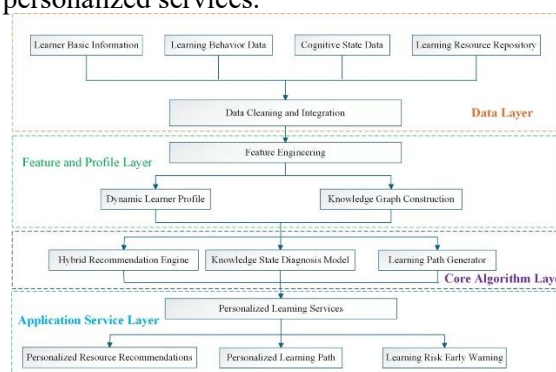 personalized services.
Learner Basic Information
Learning Behavior Data
Cognitive State Data
Learning Resource Repository
Data Cleaning and Integration
Data Layer
Feature Engineering
Feature and Profile Layer
Dynamic Learner Profile
Knowledge Graph Construction
Hybrid Recommendation Engine
Knowledge State Diagnosis Model
Learning Path Generator
Core Algorithm Laye
Personalized Learning Services
Application Service Layer
Personalized Resource Recommendations
Personalized Learning Path
Learning Risk Early Warning